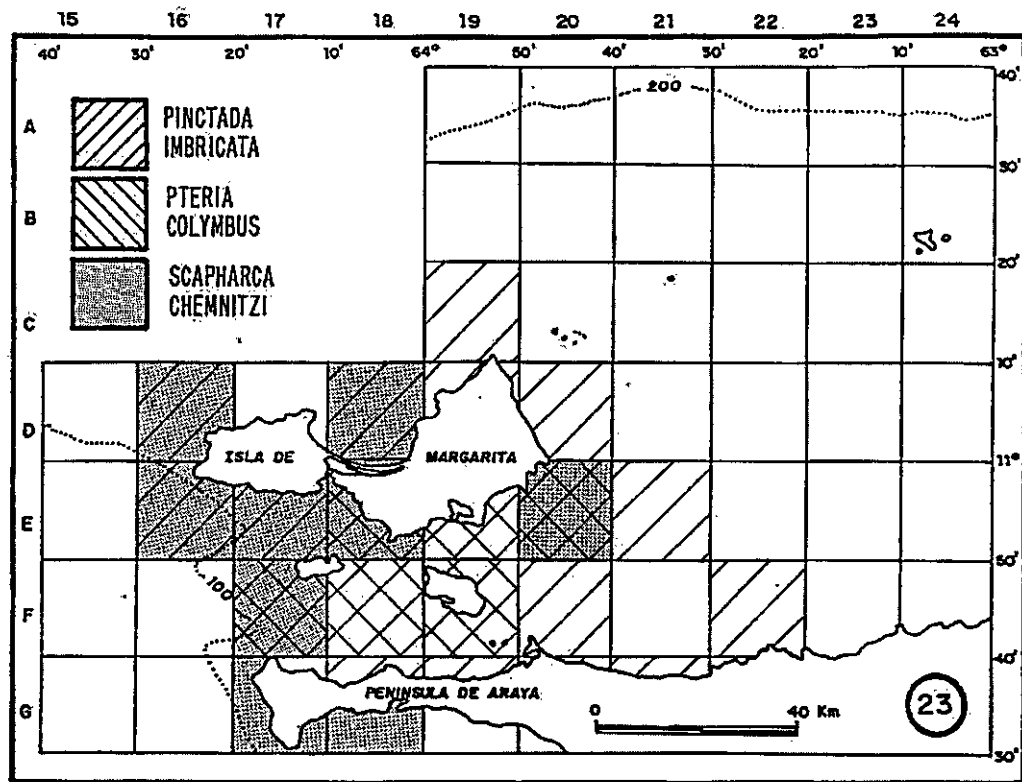 15 16 17 18 19 20 21 22 24
40' 30' 20' 10' 64° 50' 40' 30' 20' 10' 63°
40'
200
A
PINCTADA
IMBRICATA
30'
B
PTERIA
COLYMBUS
20'
SCAPHARCA
CHEMNITZI
C
10'
D
ISLA DE MARGARITA
11°
E
50'
100
F
40'
PENINSULA DE ARAYA
G
0 40 Km
23
30'